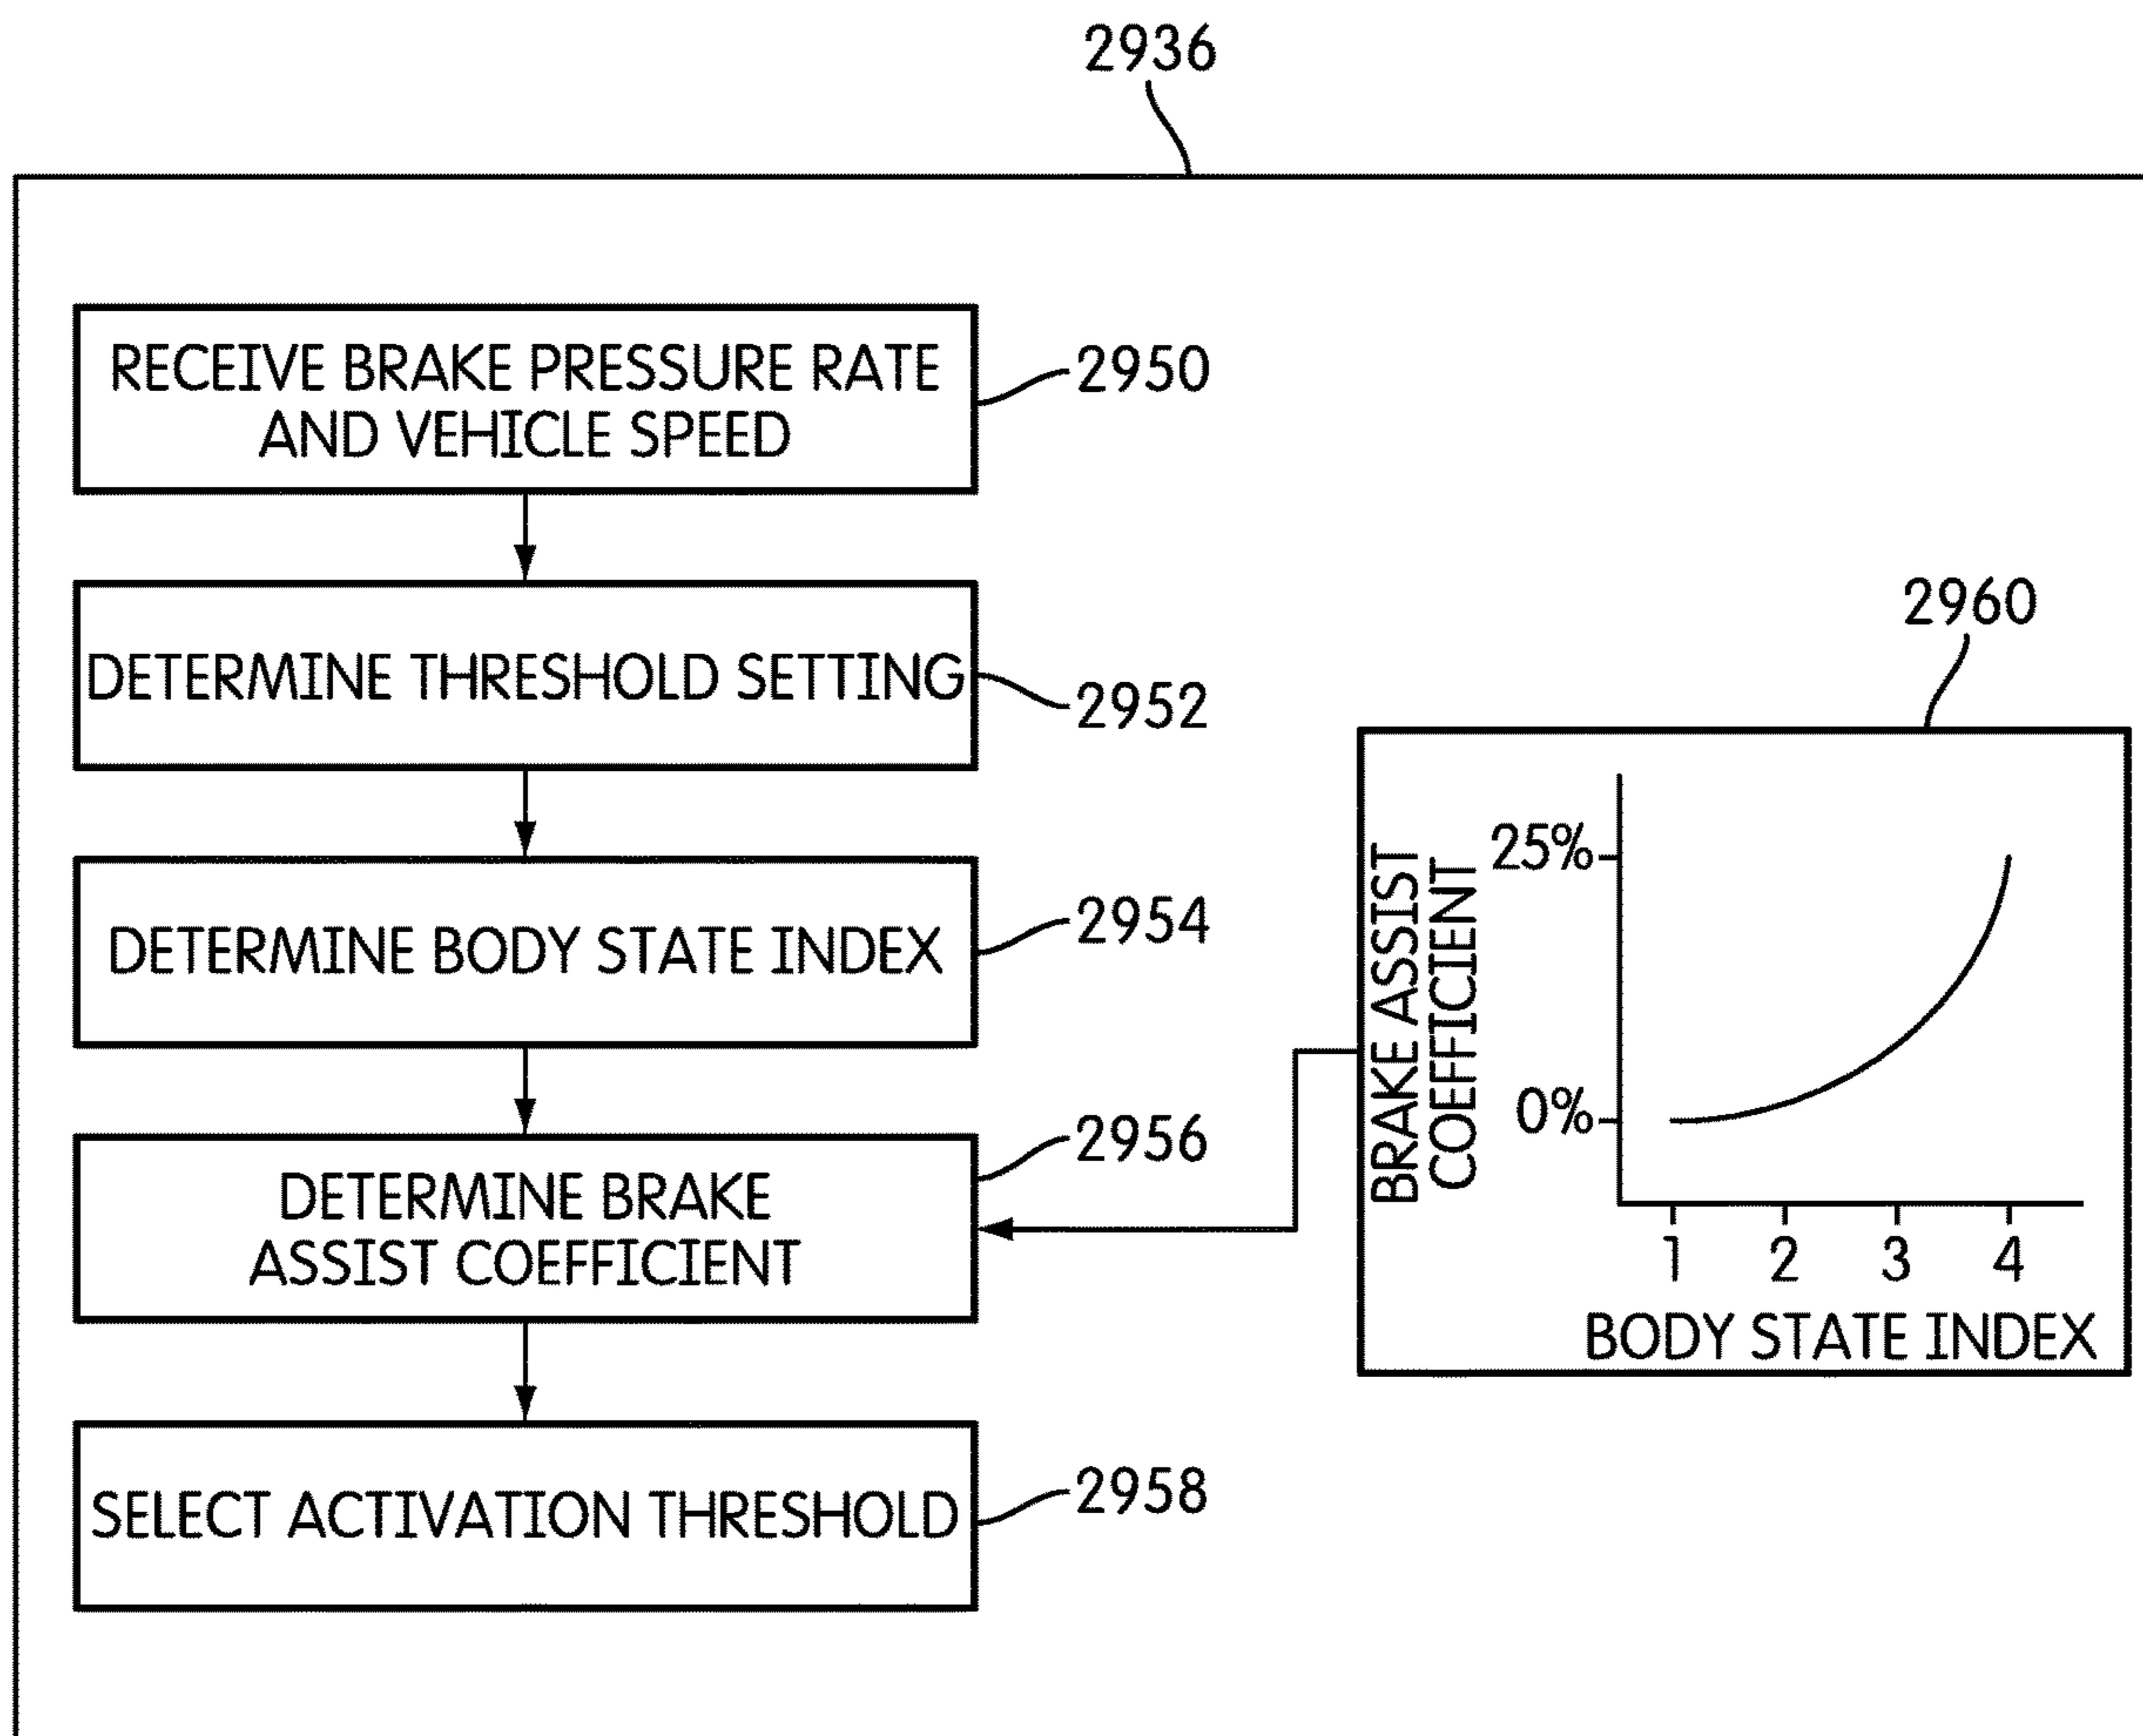 2936
RECEIVE BRAKE PRESSURE RATE
AND VEHICLE SPEED
2950
DETERMINE THRESHOLD SETTING
2952
DETERMINE BODY STATE INDEX
2954
DETERMINE BRAKE
ASSIST COEFFICIENT
2956
SELECT ACTIVATION THRESHOLD
2958
2960
BRAKE ASSIST
COEFFICIENT
25%
0%
1 2 3 4
BODY STATE INDEX